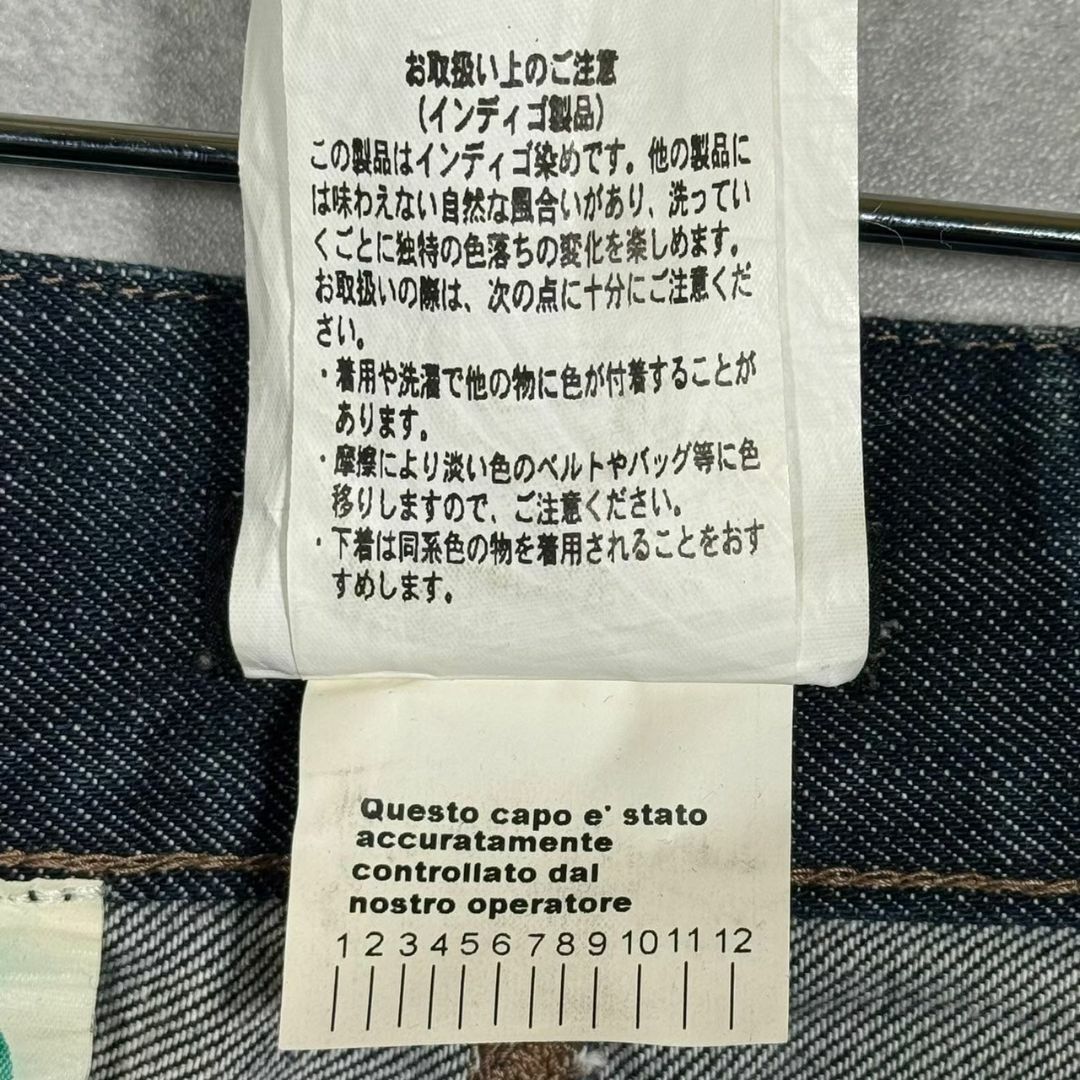 お取扱い上のご注意
(インディゴ製品)
この製品はインディゴ染めです。他の製品に
は味わえない自然な風合いがあり、洗ってい
くごとに独特の色落ちの変化を楽しめます。
お取扱いの際は、次の点に十分にご注意くだ
さい。
・着用や洗濯で他の物に色が付着することが
あります。
・摩擦により淡い色のベルトやバッグ等に色
移りしますので、ご注意ください。
・下着は同系色の物を着用されることをおす
すめします。
Questo capo e' stato
accuratamente
controllato dal
nostro operatore
1 2 3 4 5 6 7 8 9 10 11 12